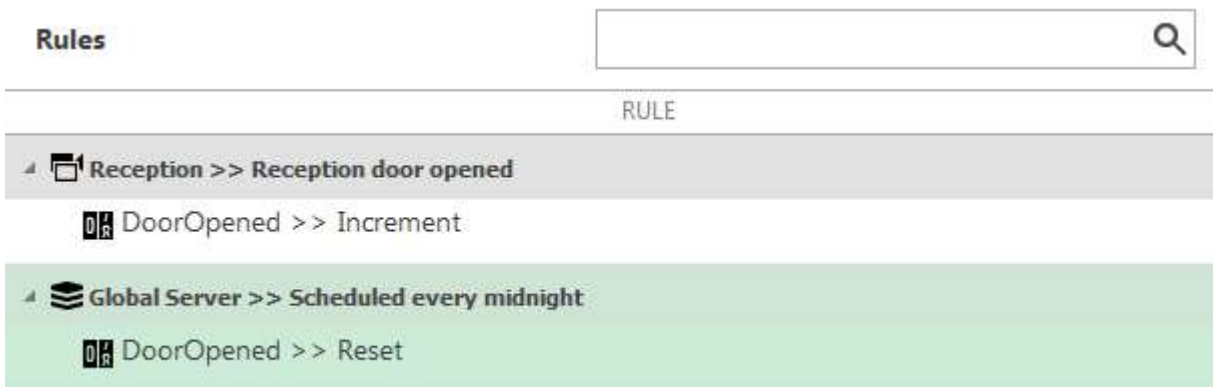 Rules
RULE
Reception >> Reception door opened
DoorOpened >> Increment
Global Server >> Scheduled every midnight
DoorOpened >> Reset